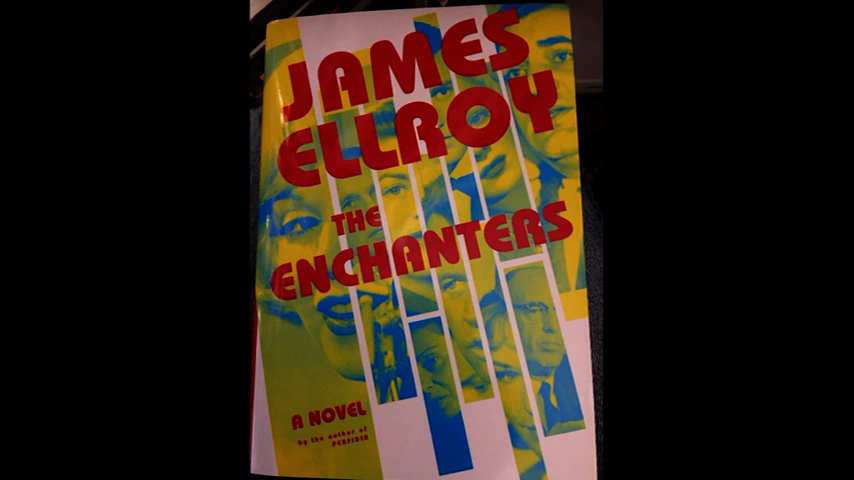 JAMES
ELLROY
THE
ENCHANTERS
A NOVEL
by the author of
PERFIDIA